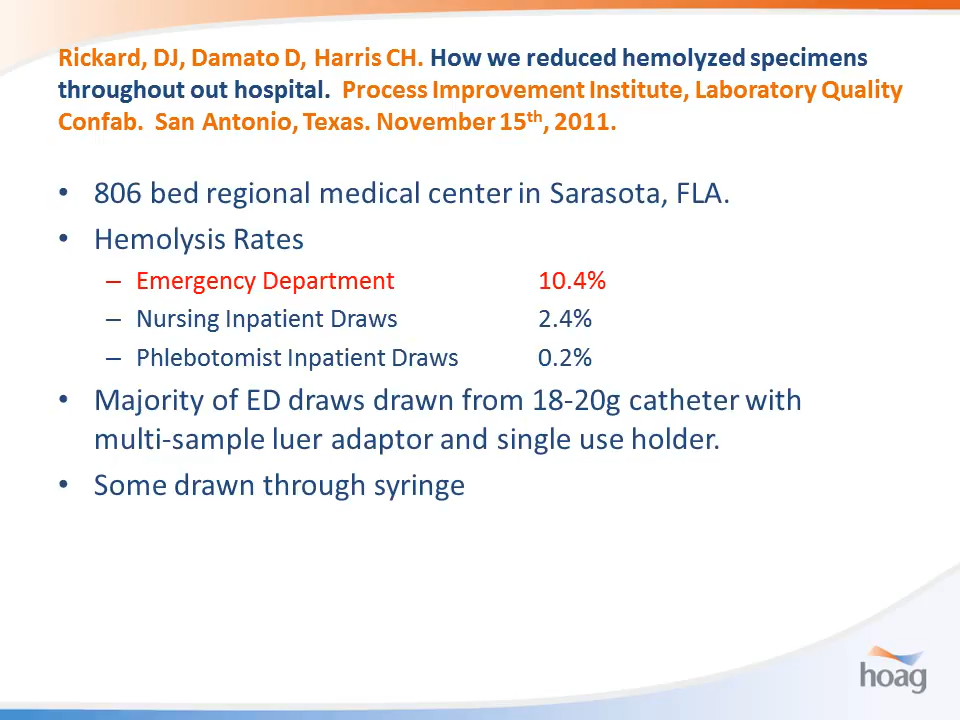 Rickard, DJ, Damato D, Harris CH. How we reduced hemolyzed specimens
throughout out hospital. Process Improvement Institute, Laboratory Quality
Confab. San Antonio, Texas. November 15th, 2011.
• 806 bed regional medical center in Sarasota, FLA.
• Hemolysis Rates
– Emergency Department 10.4%
– Nursing Inpatient Draws 2.4%
– Phlebotomist Inpatient Draws 0.2%
• Majority of ED draws drawn from 18-20g catheter with
multi-sample luer adaptor and single use holder.
• Some drawn through syringe
hoag